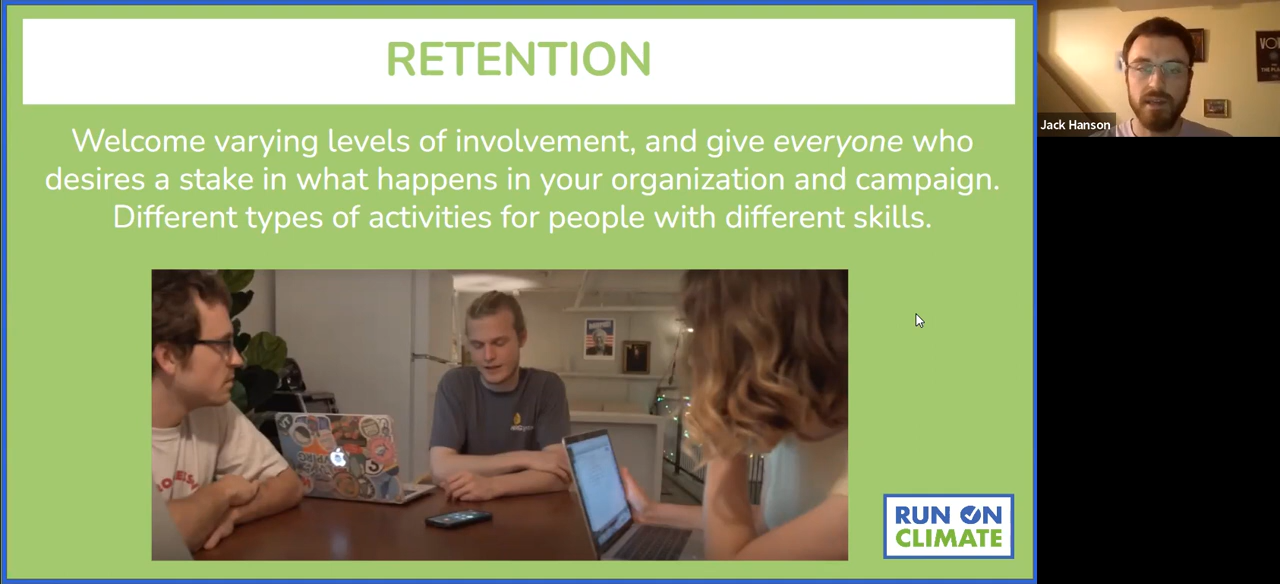 RETENTION
Welcome varying levels of involvement, and give everyone who
desires a stake in what happens in your organization and campaign.
Different types of activities for people with different skills.
RUN ON
CLIMATE
Jack Hanson